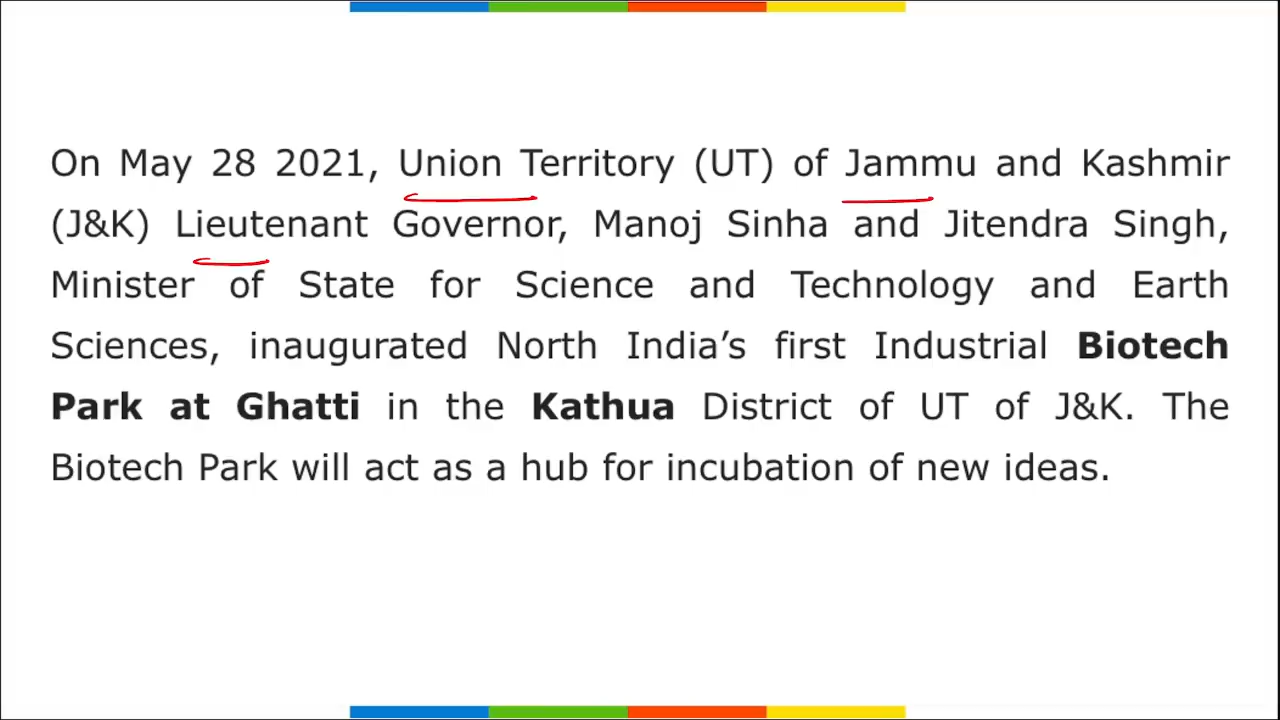 On May 28 2021, Union Territory (UT) of Jammu and Kashmir
(J&K) Lieutenant Governor, Manoj Sinha and Jitendra Singh,
Minister of State for Science and Technology and Earth
Sciences, inaugurated North India’s first Industrial Biotech
Park at Ghatti in the Kathua District of UT of J&K. The
Biotech Park will act as a hub for incubation of new ideas.